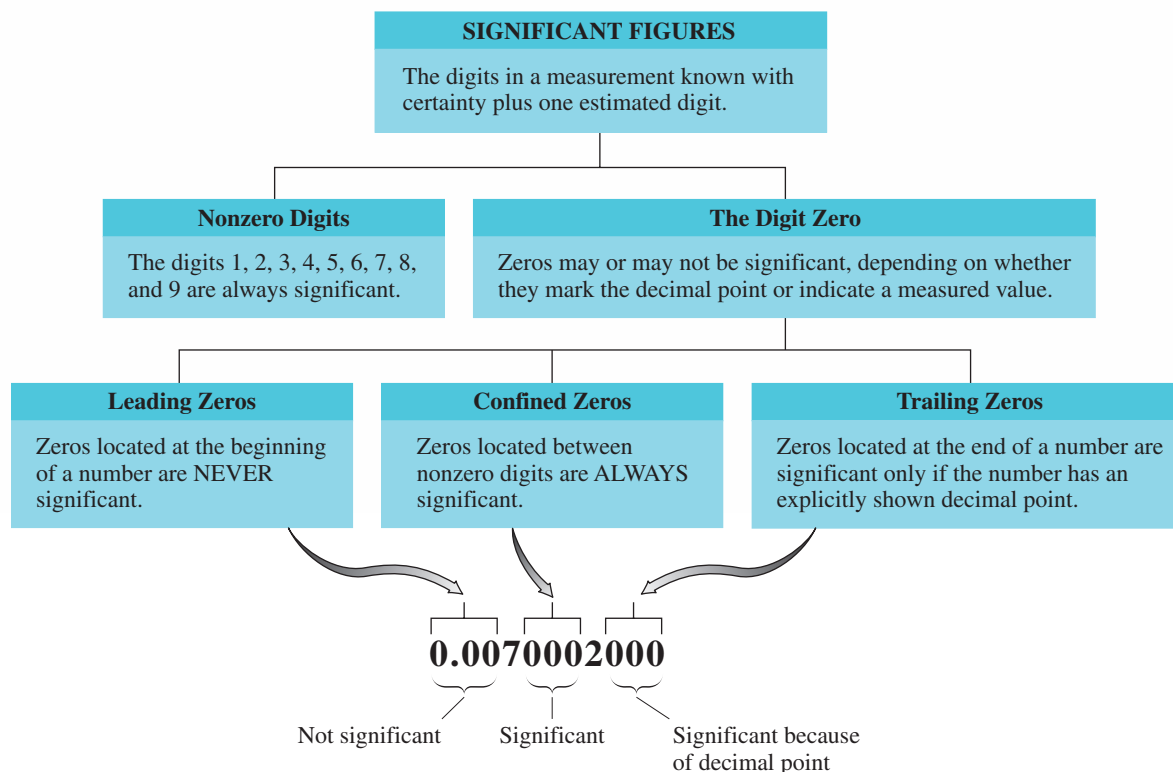 SIGNIFICANT FIGURES
The digits in a measurement known with
certainty plus one estimated digit.
Nonzero Digits
The digits 1, 2, 3, 4, 5, 6, 7, 8,
and 9 are always significant.
The Digit Zero
Zeros may or may not be significant, depending on whether
they mark the decimal point or indicate a measured value.
Leading Zeros
Zeros located at the beginning
of a number are NEVER
significant.
Confined Zeros
Zeros located between
nonzero digits are ALWAYS
significant.
Trailing Zeros
Zeros located at the end of a number are
significant only if the number has an
explicitly shown decimal point.
0.0070002000
Not significant
Significant
Significant because
of decimal point